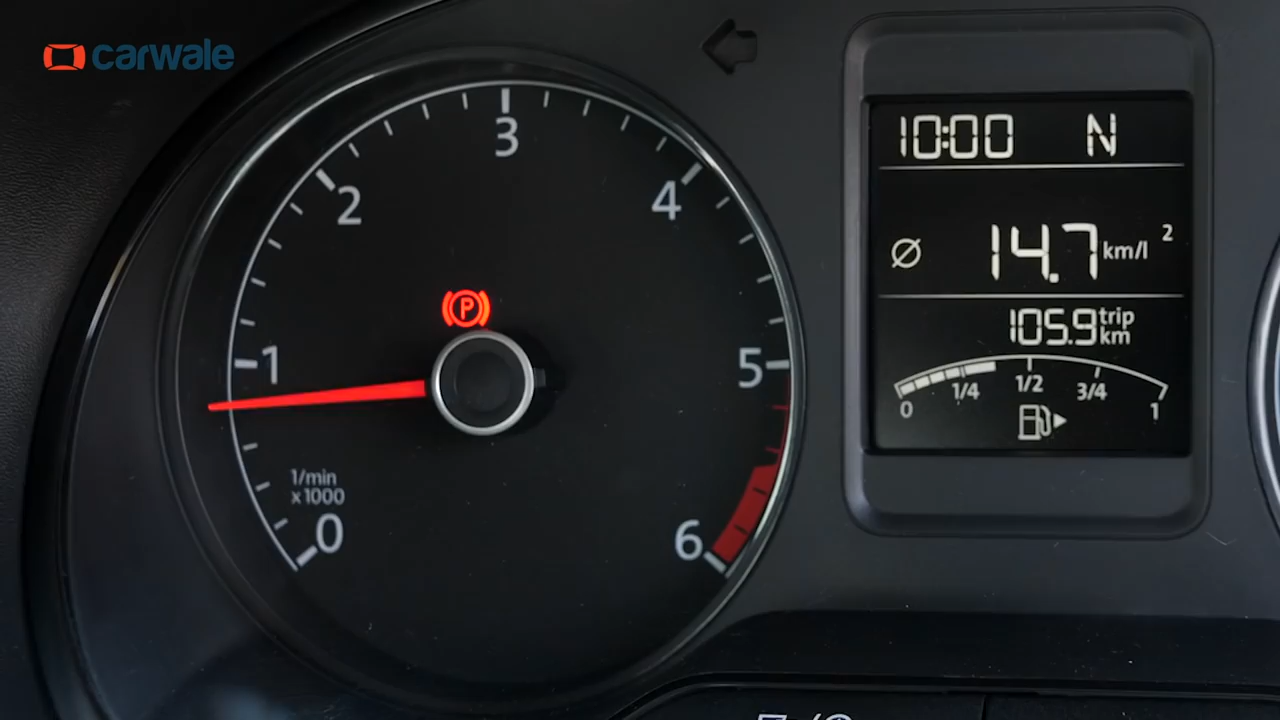 carwale
3
2
4
1
5
1/min
x1000
0
6
P
10:00 N
Ø 14.7 km/l 2
105.9 trip km
0 1/4 1/2 3/4 1